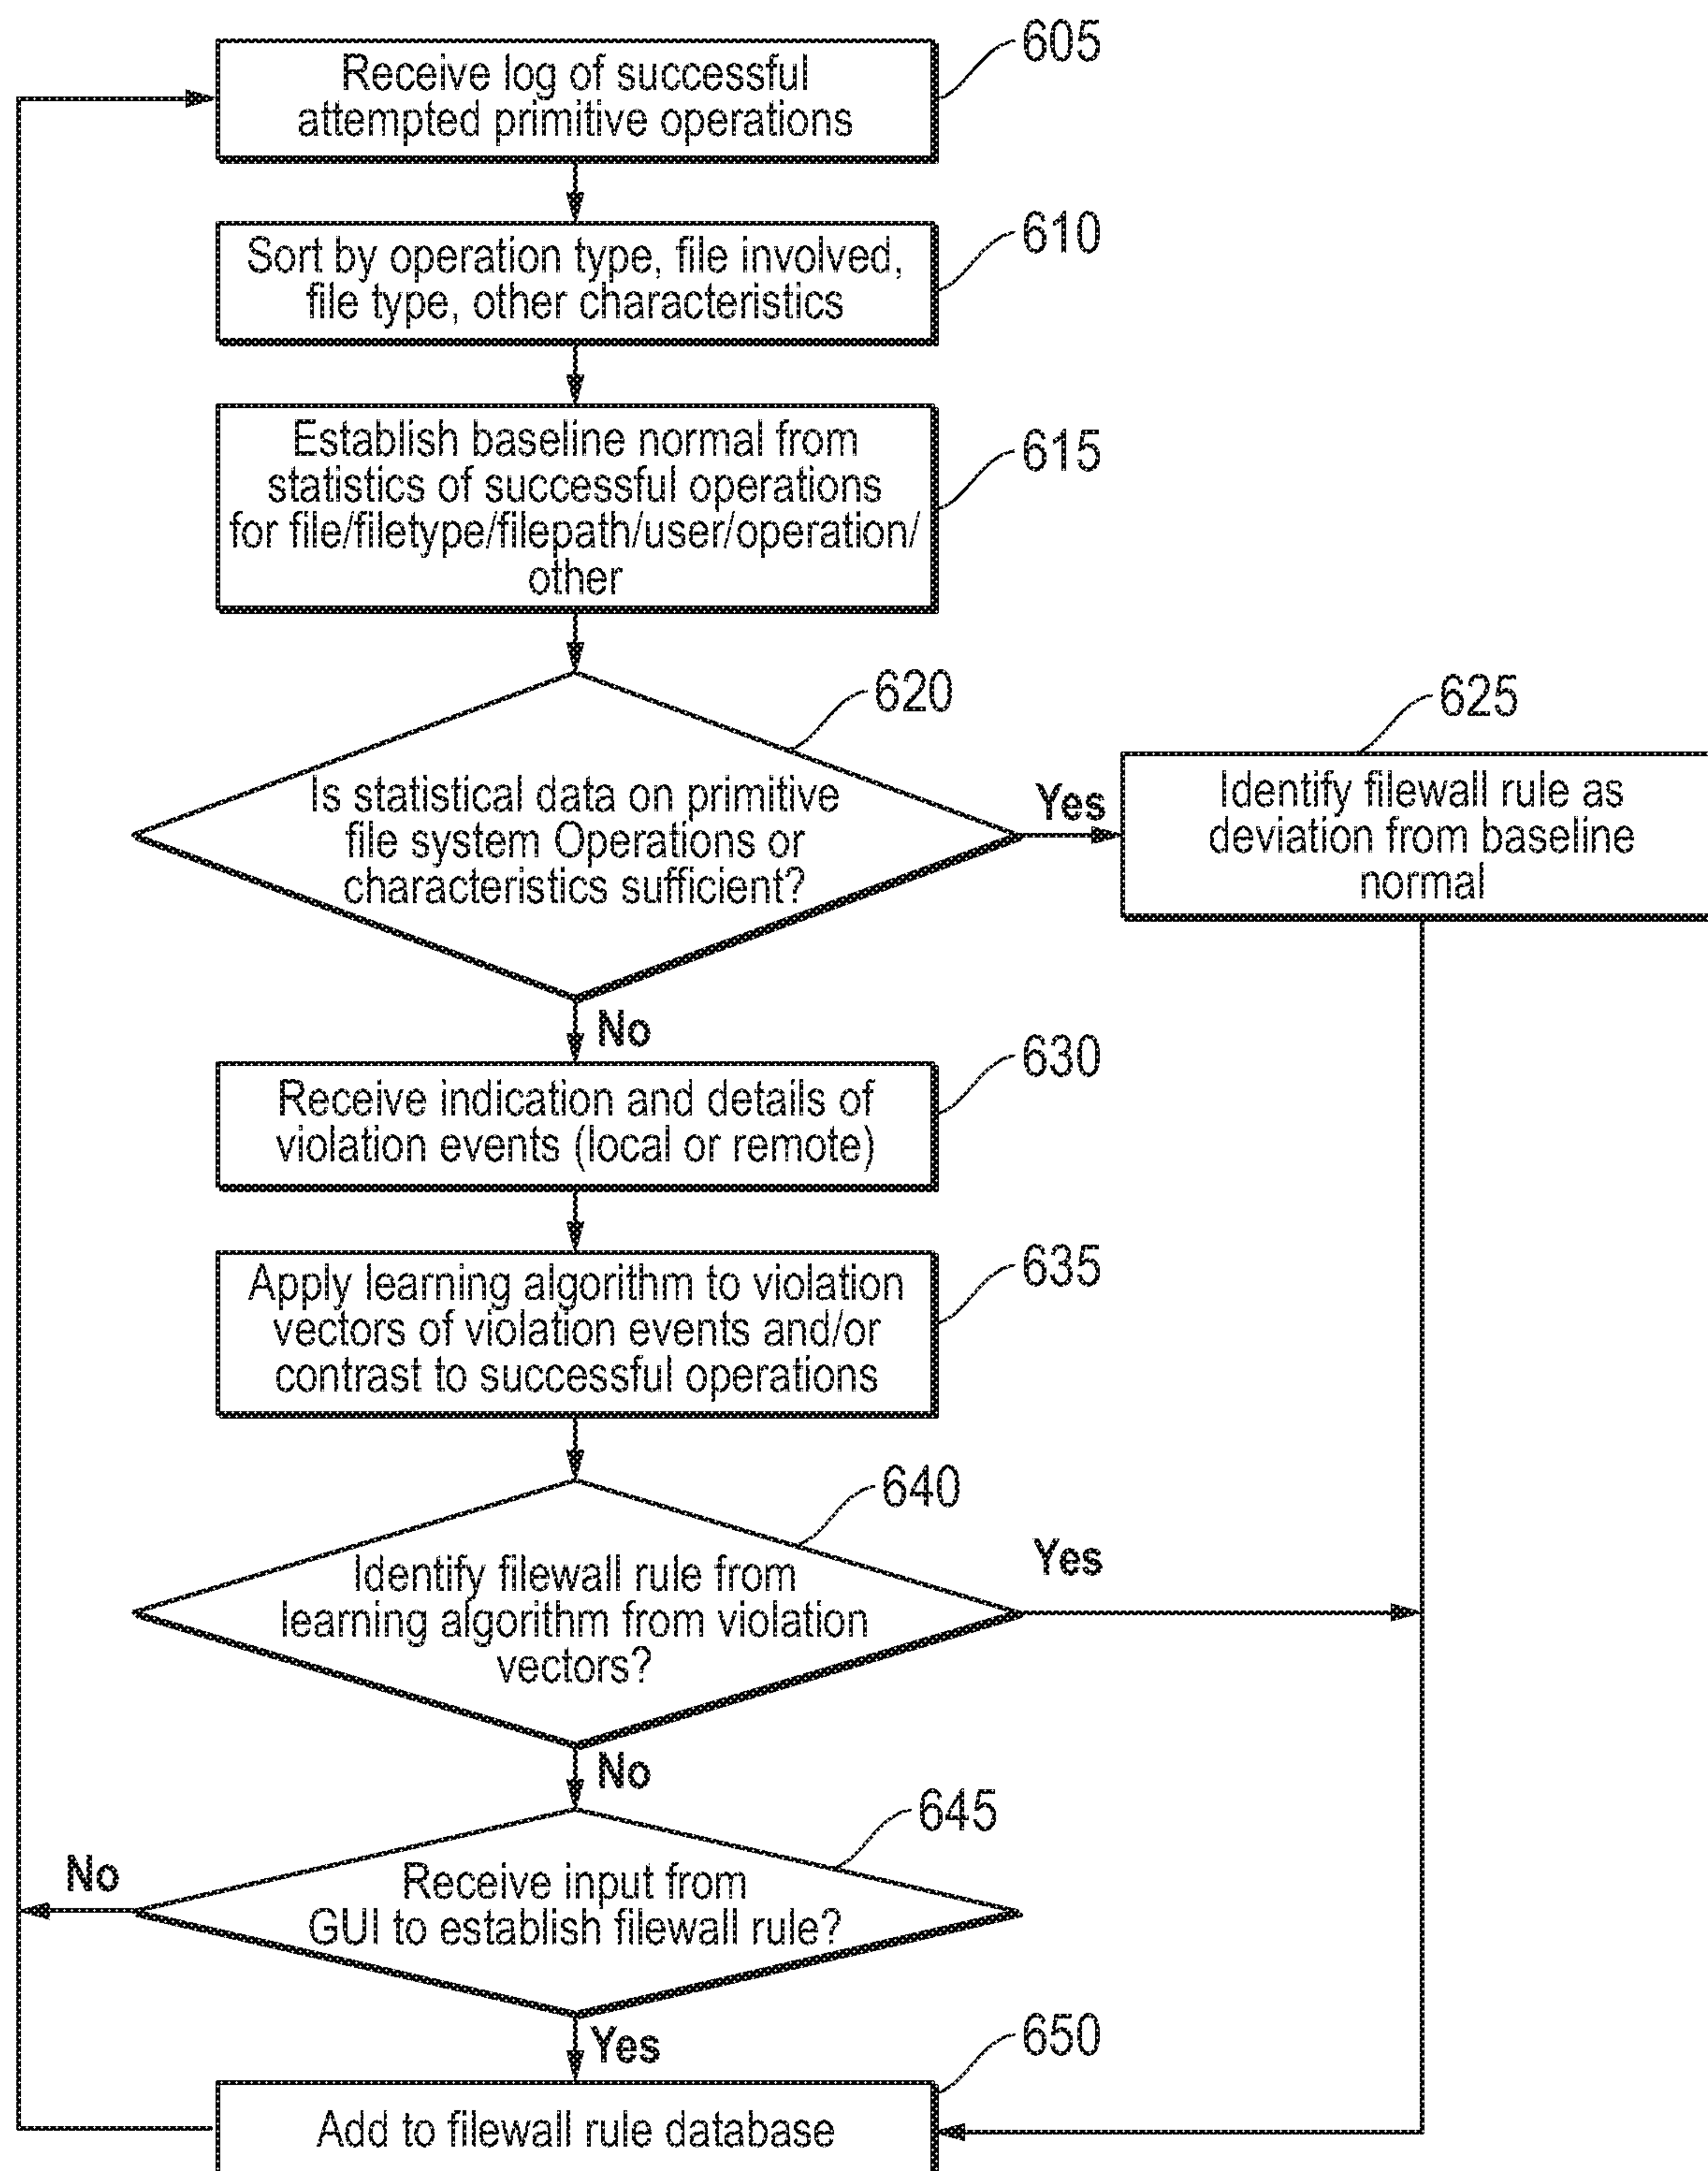 605
Receive log of successful
attempted primitive operations
610
Sort by operation type, file involved,
file type, other characteristics
615
Establish baseline normal from
statistics of successful operations
for file/filetype/filepath/user/operation/
other
620
625
Is statistical data on primitive
file system Operations or
characteristics sufficient?
Yes
Identify filewall rule as
deviation from baseline
normal
No
630
Receive indication and details of
violation events (local or remote)
635
Apply learning algorithm to violation
vectors of violation events and/or
contrast to successful operations
640
Identify filewall rule from
learning algorithm from violation
vectors?
Yes
No
645
No
Receive input from
GUI to establish filewall rule?
Yes
650
Add to filewall rule database